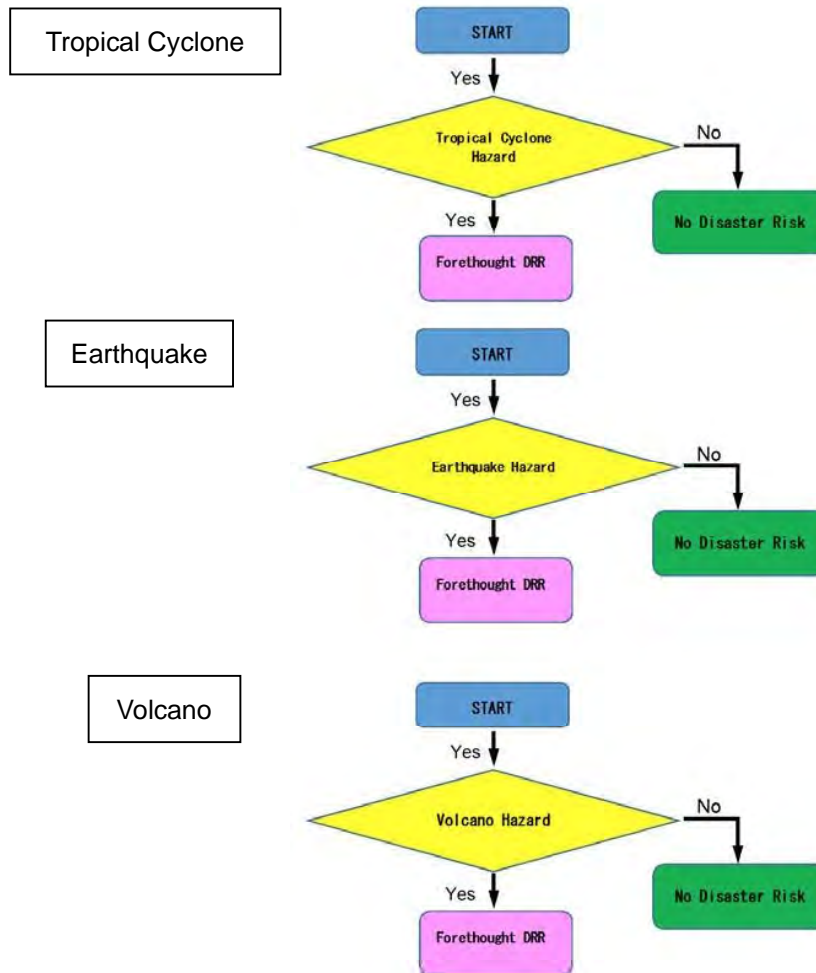 Tropical Cyclone
START
Yes
Tropical Cyclone
Hazard
No
Yes
No Disaster Risk
Forethought DRR
Earthquake
START
Yes
Earthquake Hazard
No
Yes
No Disaster Risk
Forethought DRR
Volcano
START
Yes
Volcano Hazard
No
Yes
No Disaster Risk
Forethought DRR